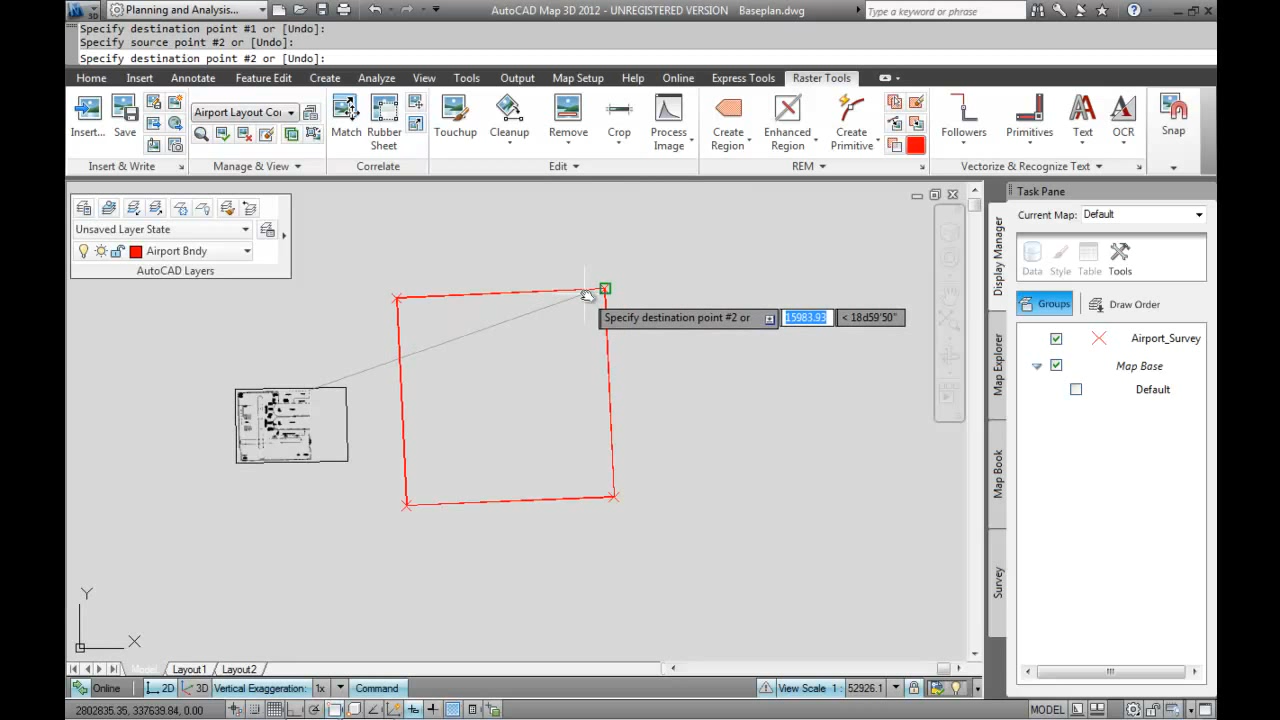 Planning and Analysis...
AutoCAD Map 3D 2012 - UNREGISTERED VERSION Baseplan.dwg
Type a keyword or phrase
Specify destination point #1 or [Undo]:
Specify source point #2 or [Undo]:
Specify destination point #2 or [Undo]:
Home Insert Annotate Feature Edit Create Analyze View Tools Output Map Setup Help Online Express Tools Raster Tools
Airport Layout Co
Insert... Save Match Rubber Sheet Touchup Cleanup Remove Crop Process Image Create Region Enhanced Region Create Primitive Followers Primitives Text OCR Snap
Insert & Write Manage & View Correlate Edit REM Vectorize & Recognize Text
Unsaved Layer State
Airport Bndy
AutoCAD Layers
Specify destination point #2 or 15983.93 < 18d59'50"
Y
X
Task Pane
Current Map: Default
Data Style Table Tools
Groups Draw Order
Airport_Survey
Map Base
Default
Display Manager
Map Explorer
Map Book
Survey
Model Layout1 Layout2
Online 2D 3D Vertical Exaggeration: 1x Command View Scale 1 : 52926.1
2802835.35, 337639.84, 0.00 MODEL